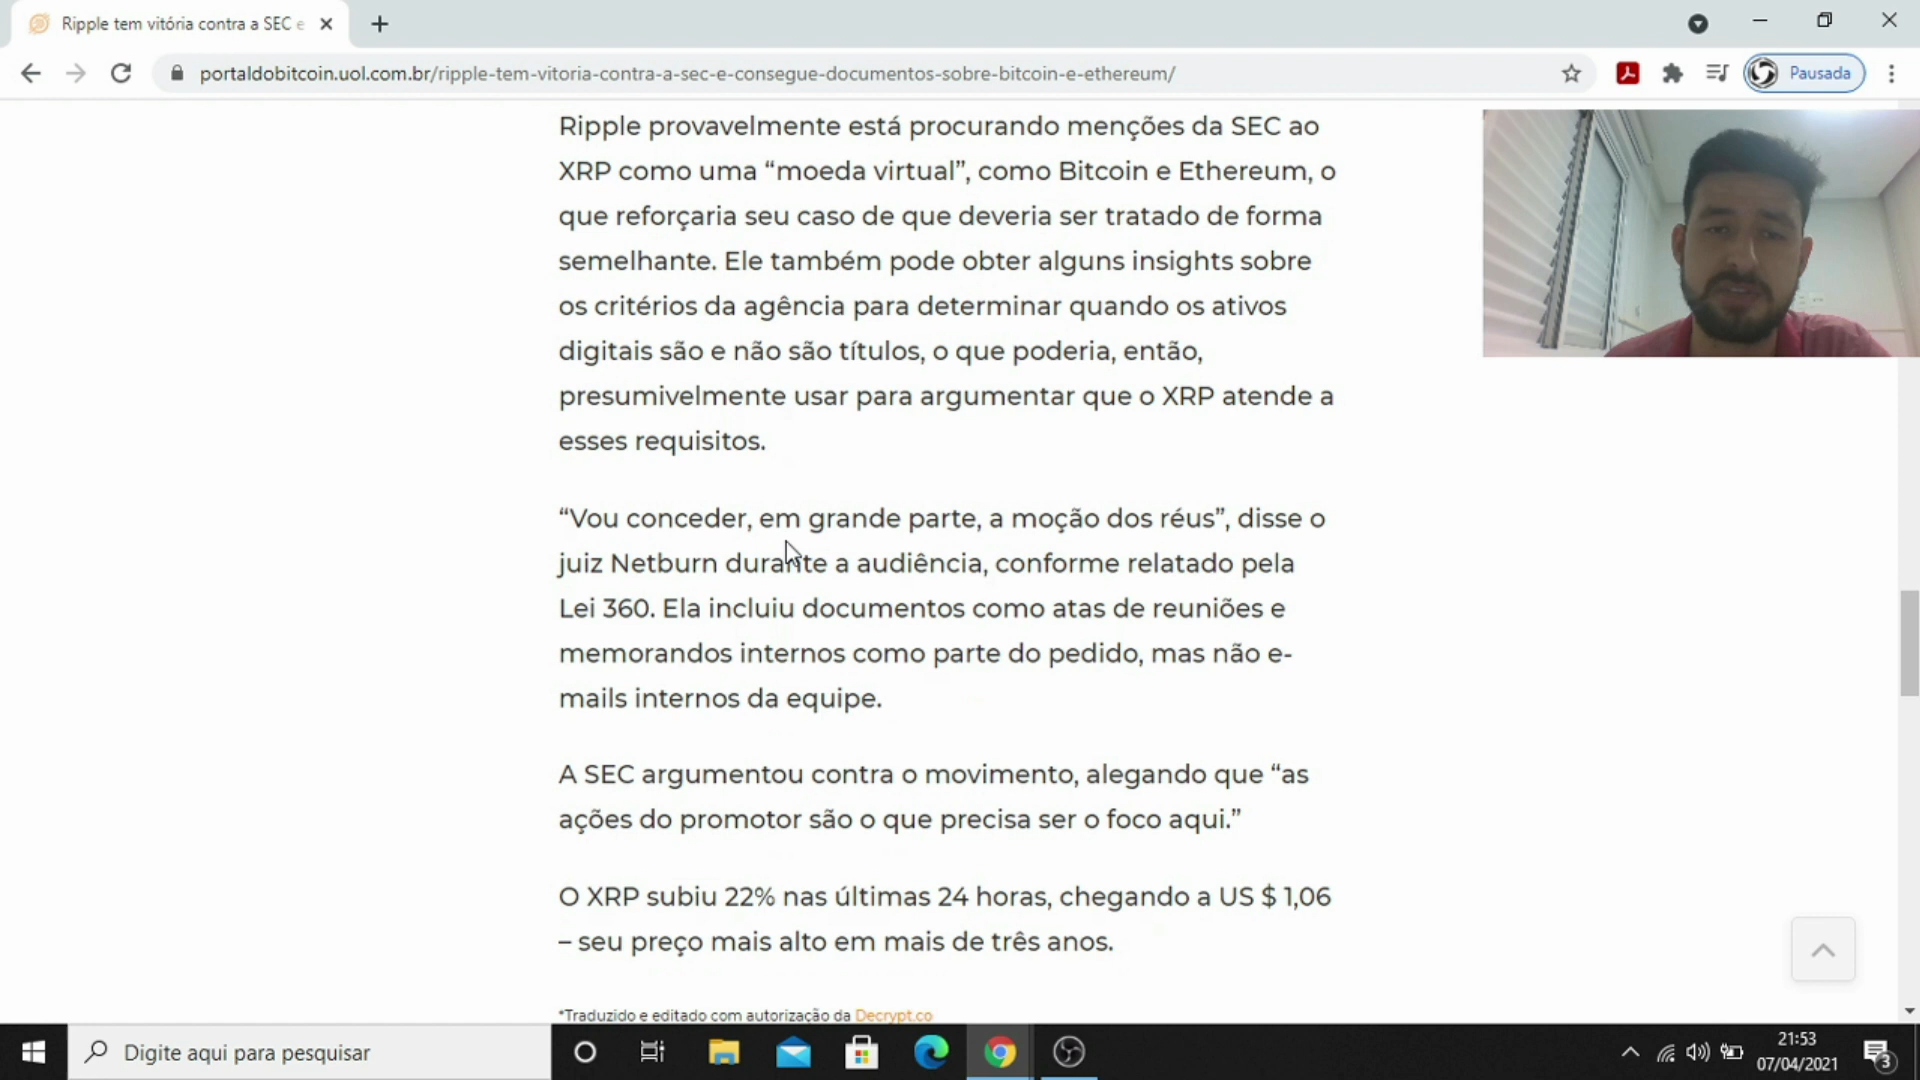 Ripple tem vitória contra a SEC e
portaldobitcoin.uol.com.br/ripple-tem-vitoria-contra-a-sec-e-consegue-documentos-sobre-bitcoin-e-ethereum/
Pausada
Ripple provavelmente está procurando menções da SEC ao
XRP como uma “moeda virtual”, como Bitcoin e Ethereum, o
que reforçaria seu caso de que deveria ser tratado de forma
semelhante. Ele também pode obter alguns insights sobre
os critérios da agência para determinar quando os ativos
digitais são e não são títulos, o que poderia, então,
presumivelmente usar para argumentar que o XRP atende a
esses requisitos.
“Vou conceder, em grande parte, a moção dos réus”, disse o
juiz Netburn durante a audiência, conforme relatado pela
Lei 360. Ela incluiu documentos como atas de reuniões e
memorandos internos como parte do pedido, mas não e-
mails internos da equipe.
A SEC argumentou contra o movimento, alegando que “as
ações do promotor são o que precisa ser o foco aqui.”
O XRP subiu 22% nas últimas 24 horas, chegando a US $ 1,06
– seu preço mais alto em mais de três anos.
*Traduzido e editado com autorização da Decrypt.co
Digite aqui para pesquisar
21:53
07/04/2021
3